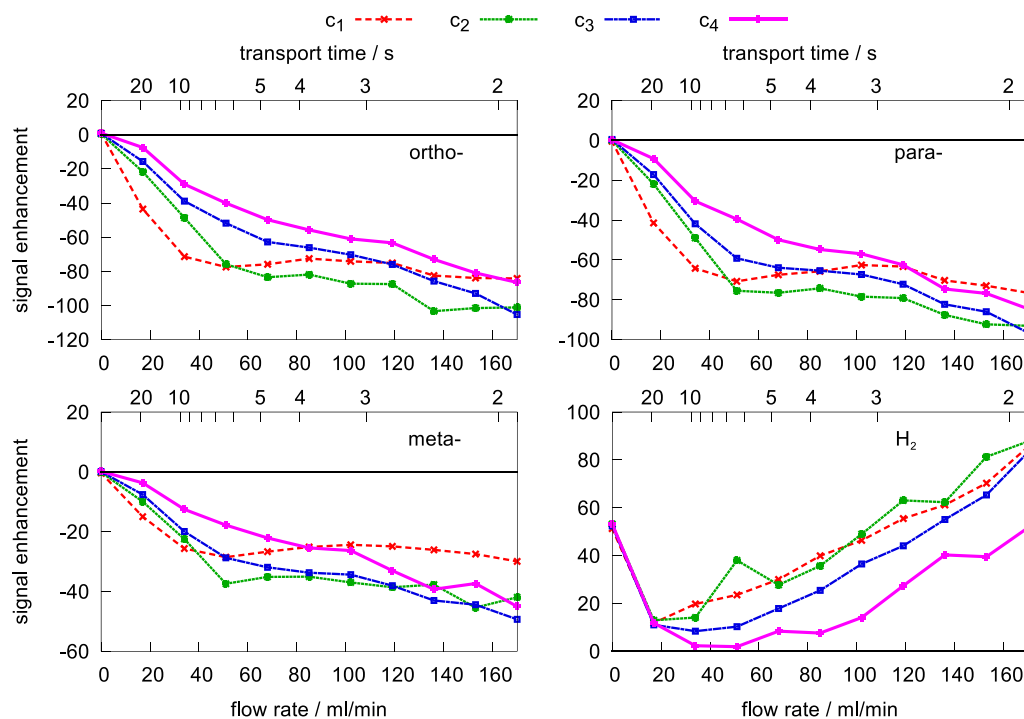 c1 c2 c3 c4
transport time / s transport time / s
20 10 5 4 3 2 20 10 5 4 3 2
20 0 -20 -40 -60 -80 -100 -120
signal enhancement
ortho-
0 20 40 60 80 100 120 140 160
20 0 -20 -40 -60 -80 -100
para-
0 20 40 60 80 100 120 140 160
20 10 5 4 3 2 20 10 5 4 3 2
20 0 -20 -40 -60
signal enhancement
meta-
0 20 40 60 80 100 120 140 160
flow rate / ml/min
100 80 60 40 20 0
H2
0 20 40 60 80 100 120 140 160
flow rate / ml/min